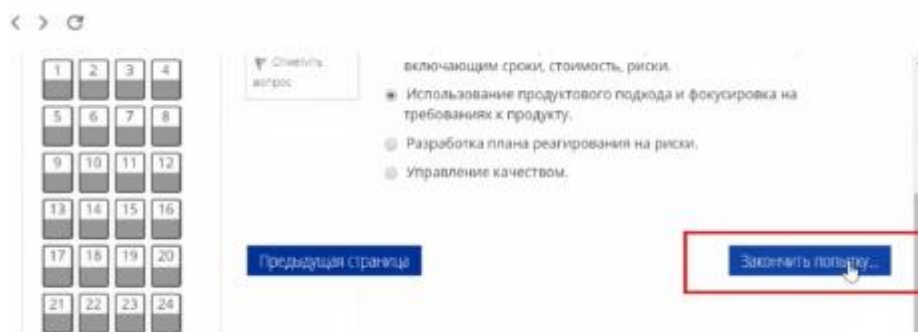 1 2 3 4
5 6 7 8
9 10 11 12
13 14 15 16
17 18 19 20
21 22 23 24
Отметить
вопрос
включающим сроки, стоимость, риски.
Использование продуктового подхода и фокусировка на
требованиях к продукту.
Разработка плана реагирования на риски.
Управление качеством.
Предыдущая страница
Закончить попытку...